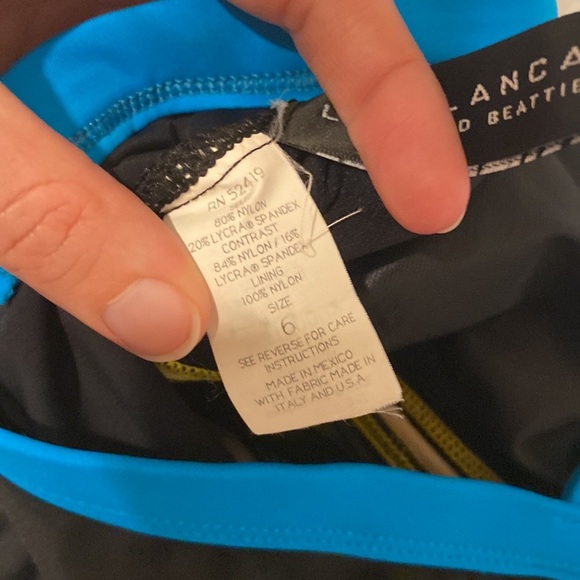 LANCA
D BEATTIE
RN 52419
80% NYLON
20% LYCRA® SPANDEX
CONTRAST
84% NYLON / 16%
LYCRA® SPANDEX
LINING
100% NYLON
SIZE
6
SEE REVERSE FOR CARE
INSTRUCTIONS
MADE IN MEXICO
WITH FABRIC MADE IN
ITALY AND U.S.A